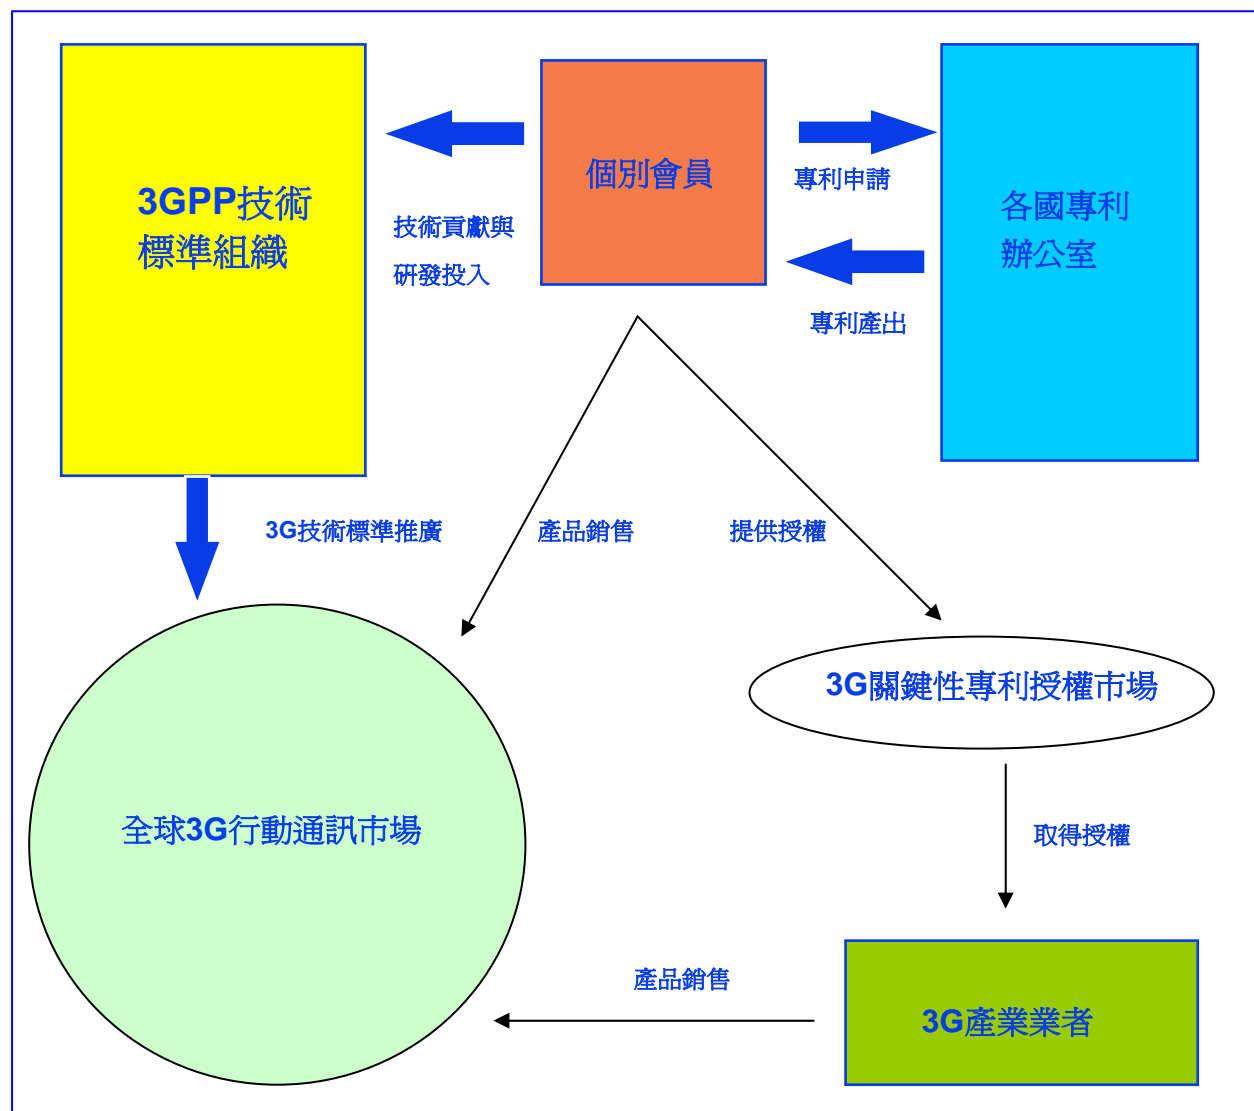 3GPP技術
標準組織
個別會員
各國專利
辦公室
專利申請
技術貢獻與
研發投入
專利產出
3G技術標準推廣
產品銷售
提供授權
3G關鍵性專利授權市場
全球3G行動通訊市場
取得授權
產品銷售
3G產業業者